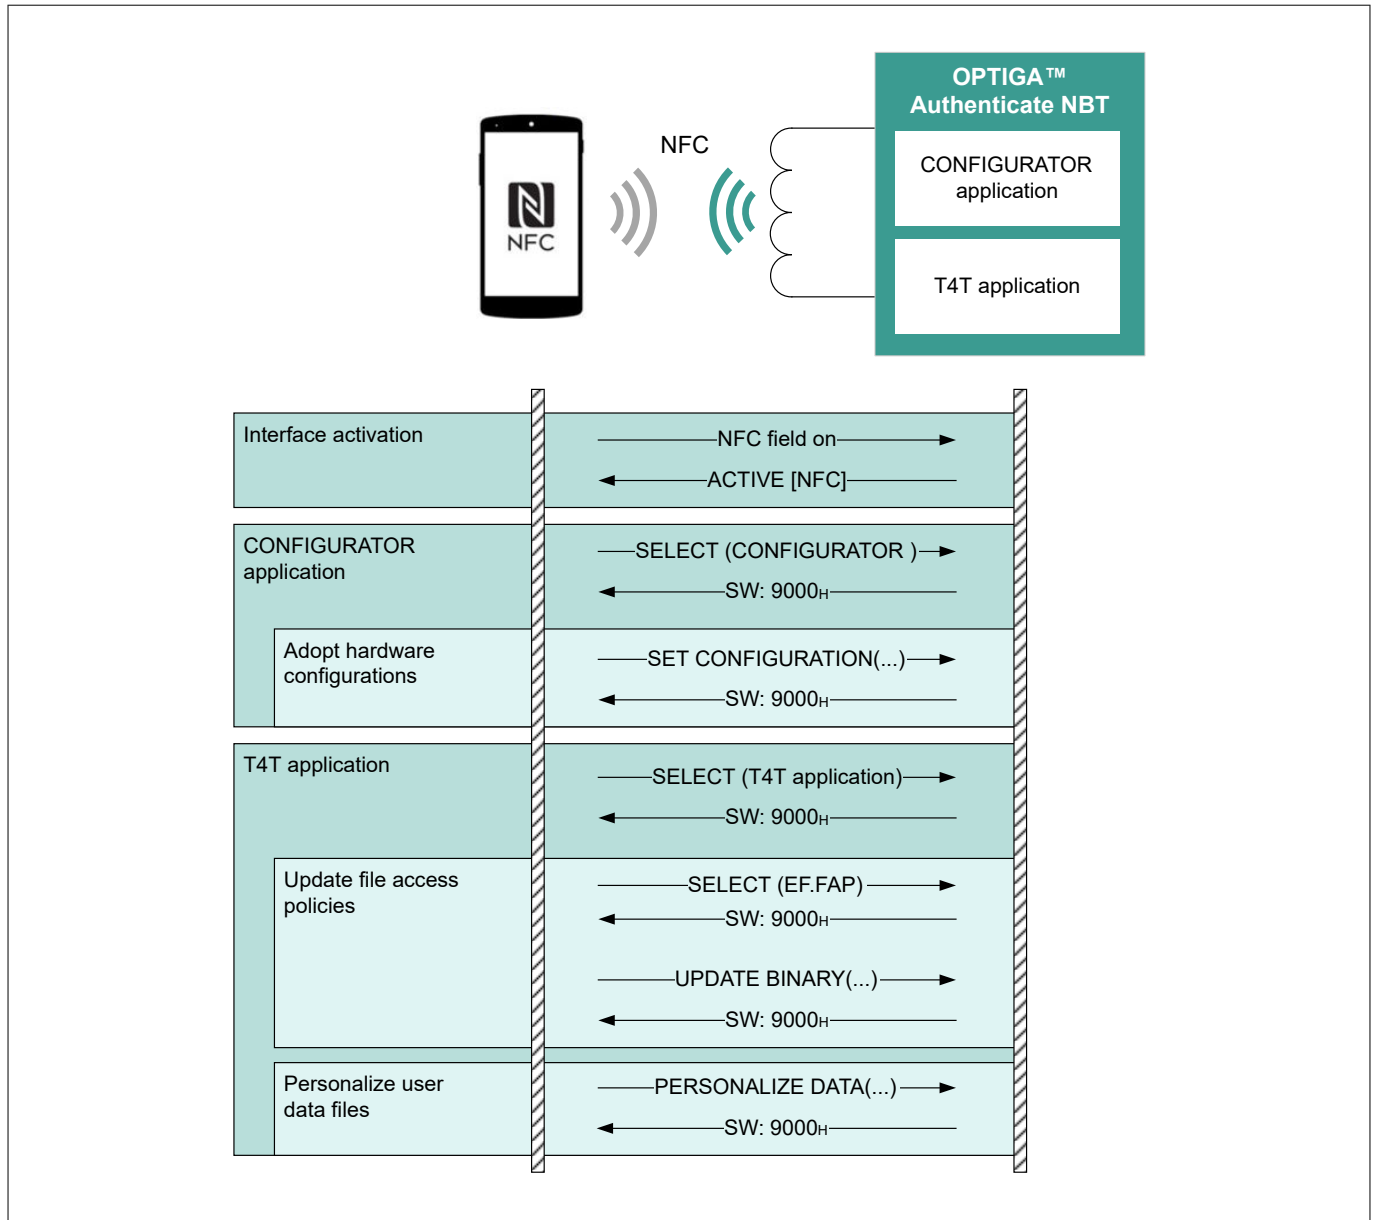 OPTIGA™
Authenticate NBT
NFC
CONFIGURATOR
application
NFC
T4T application
Interface activation
NFC field on
ACTIVE [NFC]
CONFIGURATOR
application
SELECT (CONFIGURATOR )
SW: 9000H
Adopt hardware
configurations
SET CONFIGURATION(...)
SW: 9000H
T4T application
SELECT (T4T application)
SW: 9000H
Update file access
policies
SELECT (EF.FAP)
SW: 9000H
UPDATE BINARY(...)
SW: 9000H
Personalize user
data files
PERSONALIZE DATA(...)
SW: 9000H